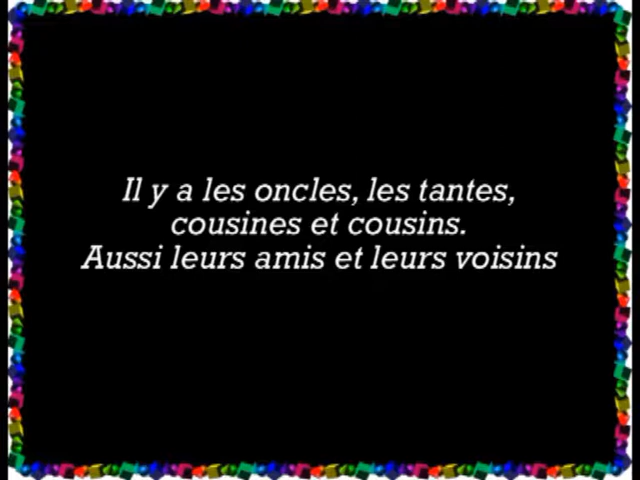 Il y a les oncles, les tantes,
cousines et cousins.
Aussi leurs amis et leurs voisins